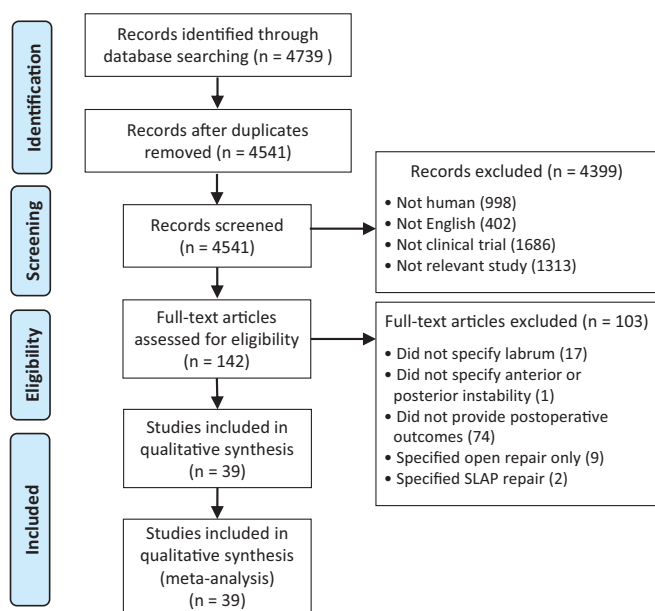 Identification
Records identified through
database searching (n = 4739 )
Records after duplicates
removed (n = 4541)
Screening
Records screened
(n = 4541)
Records excluded (n = 4399)
• Not human (998)
• Not English (402)
• Not clinical trial (1686)
• Not relevant study (1313)
Eligibility
Full-text articles
assessed for eligibility
(n = 142)
Full-text articles excluded (n = 103)
• Did not specify labrum (17)
• Did not specify anterior or
posterior instability (1)
• Did not provide postoperative
outcomes (74)
• Specified open repair only (9)
• Specified SLAP repair (2)
Included
Studies included in
qualitative synthesis
(n = 39)
Studies included in
qualitative synthesis
(meta-analysis)
(n = 39)